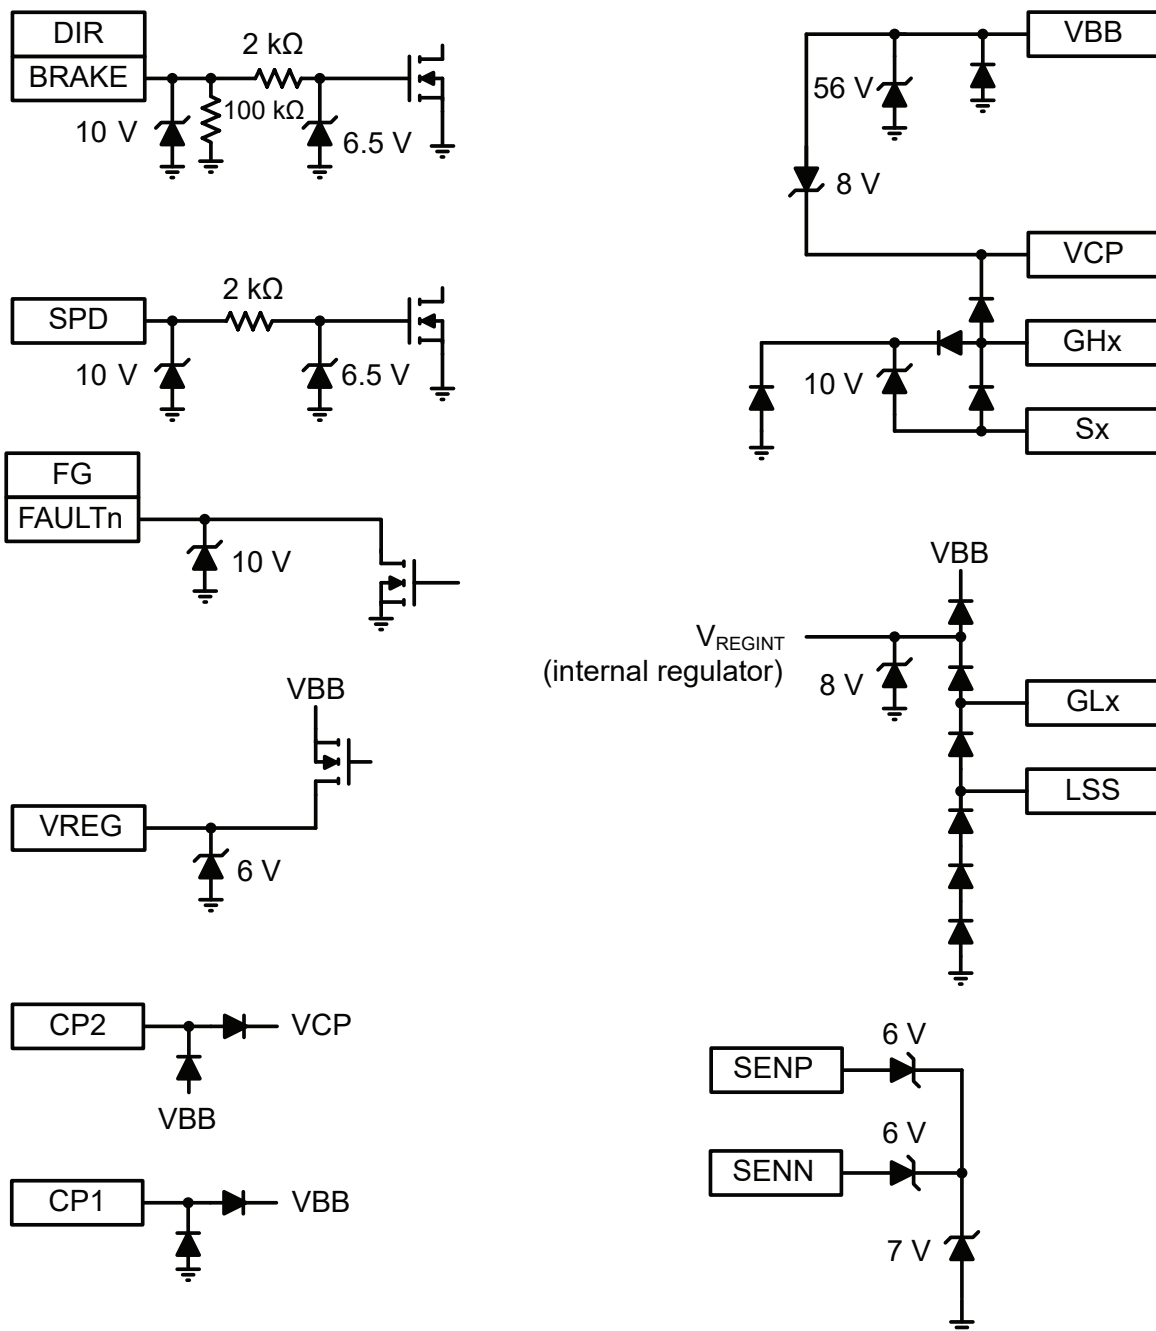 DIR
BRAKE
2 kΩ
100 kΩ
10 V
6.5 V
SPD
2 kΩ
10 V
6.5 V
FG
FAULTn
10 V
VBB
VREG
6 V
CP2
VCP
VBB
CP1
VBB
VBB
56 V
8 V
VCP
GHx
10 V
Sx
VBB
VREGINT
(internal regulator)
8 V
GLx
LSS
6 V
SENP
6 V
SENN
7 V